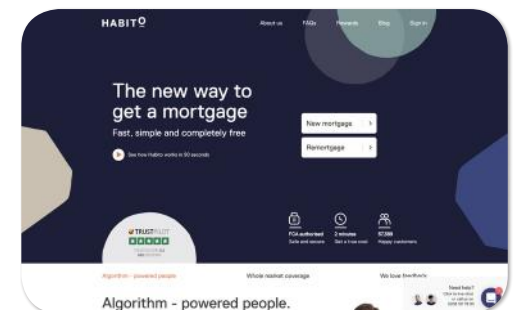 HABITO
About us FAQs Rewards Blog Sign in
The new way to
get a mortgage
Fast, simple and completely free
See how Habito works in 90 seconds
New mortgage
Remortgage
TRUSTPILOT
FCA authorised
Safe and secure
2 minutes
Get a true cost
Happy customers
Algorithm - powered people
Whole market coverage
We love feedback
Algorithm - powered people.
Need help?